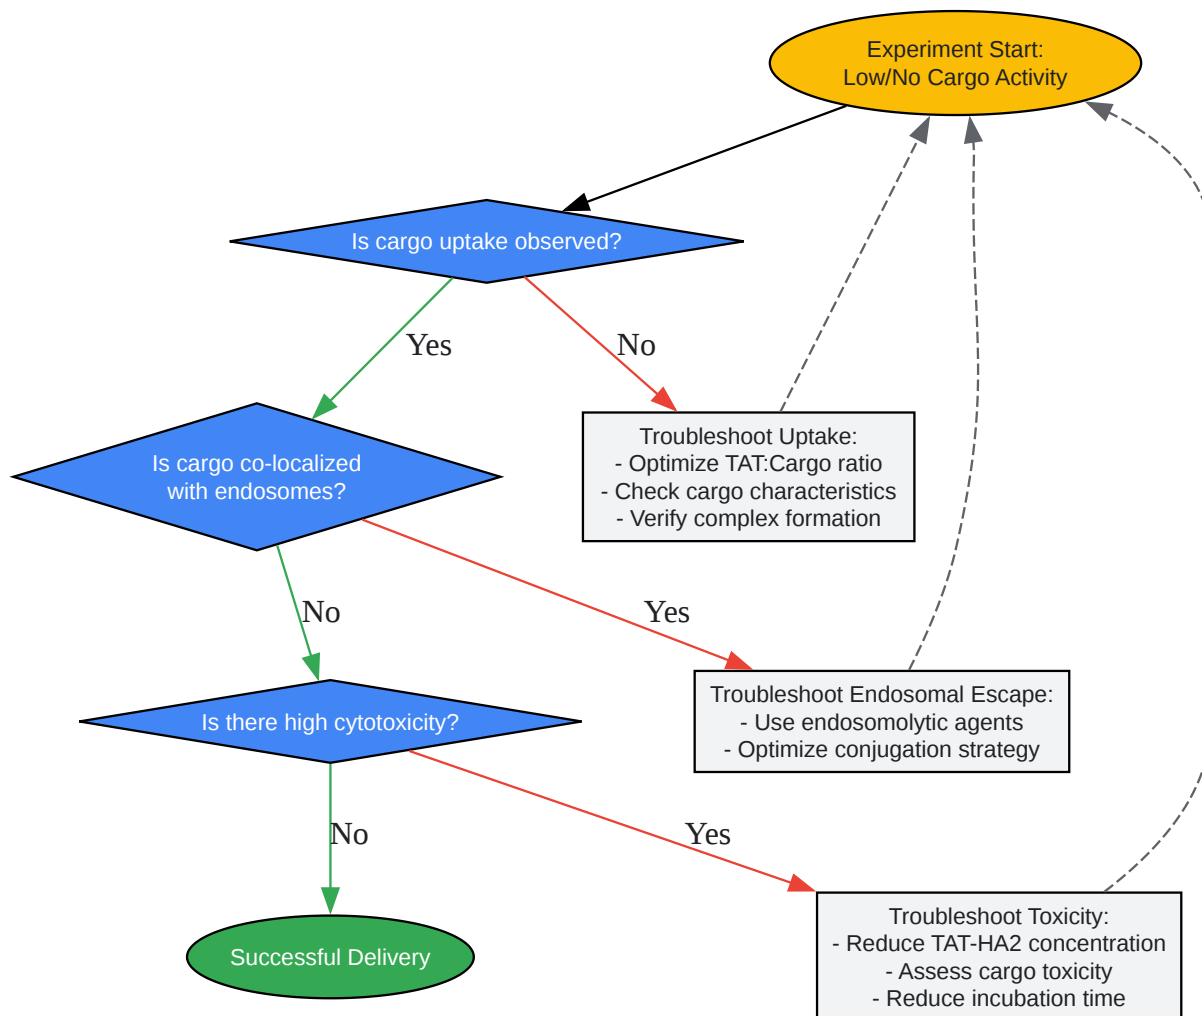 Experiment Start:
Low/No Cargo Activity
Is cargo uptake observed?
Yes
No
Is cargo co-localized
with endosomes?
Troubleshoot Uptake:
- Optimize TAT:Cargo ratio
- Check cargo characteristics
- Verify complex formation
No
Yes
Is there high cytotoxicity?
Troubleshoot Endosomal Escape:
- Use endosomolytic agents
- Optimize conjugation strategy
No
Yes
Successful Delivery
Troubleshoot Toxicity:
- Reduce TAT-HA2 concentration
- Assess cargo toxicity
- Reduce incubation time